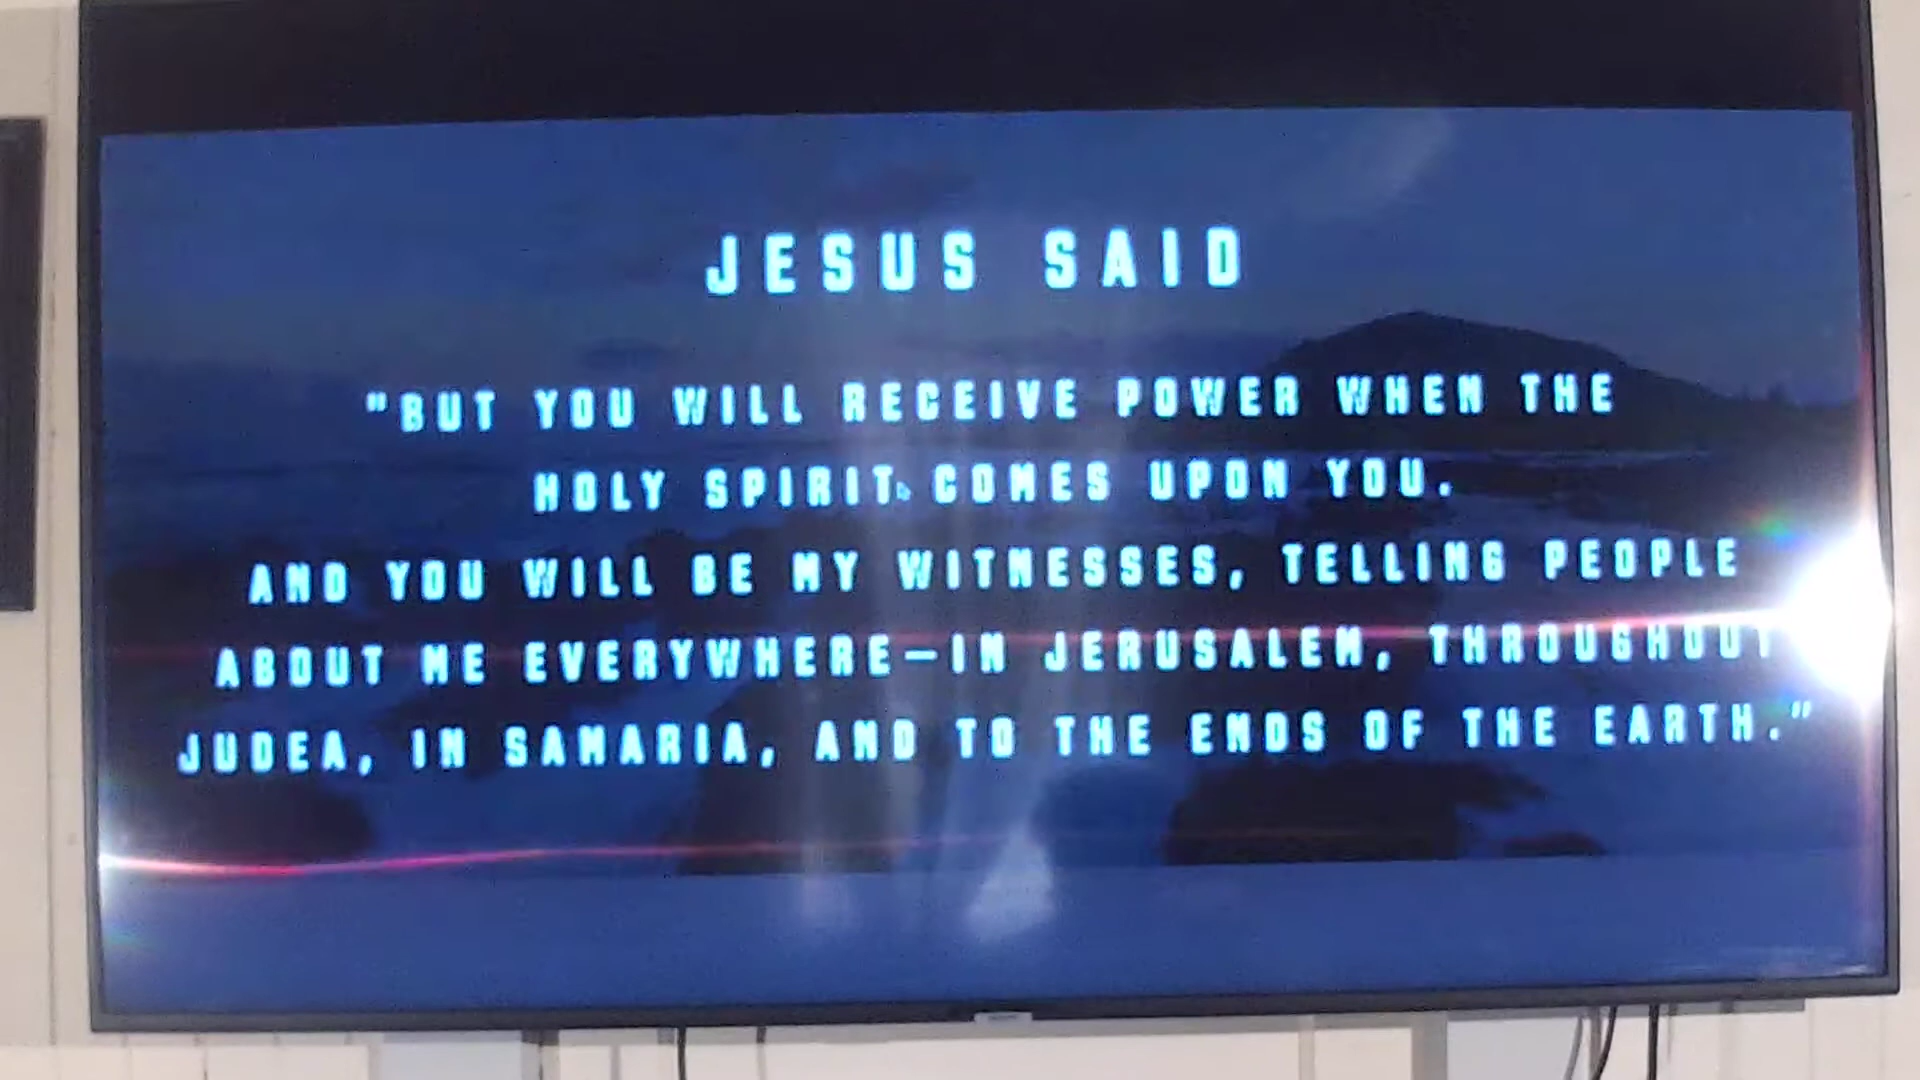 JESUS SAID
"BUT YOU WILL RECEIVE POWER WHEN THE
HOLY SPIRIT COMES UPON YOU.
AND YOU WILL BE MY WITNESSES, TELLING PEOPLE
ABOUT ME EVERYWHERE—IN JERUSALEM, THROUGHOUT
JUDEA, IN SAMARIA, AND TO THE ENDS OF THE EARTH."